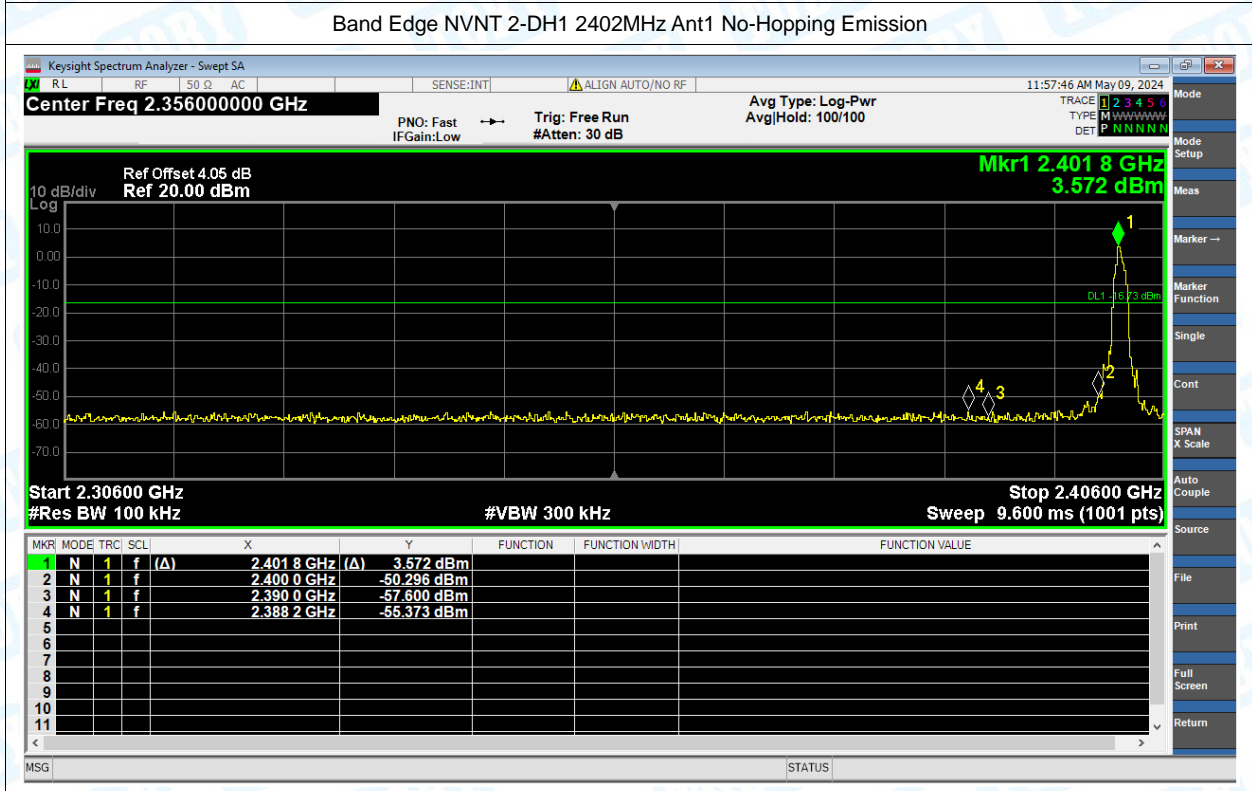 Band Edge NVNT 2-DH1 2402MHz Ant1 No-Hopping Emission
Keysight Spectrum Analyzer - Swept SA
LXI RL RF 50 Ω AC SENSE:INT ALIGN AUTO/NO RF 11:57:46 AM May 09, 2024
Center Freq 2.356000000 GHz
PNO: Fast
IFGain:Low
Trig: Free Run
#Atten: 30 dB
Avg Type: Log-Pwr
Avg|Hold: 100/100
TRACE 1 2 3 4 5 6
TYPE M W W W W W
DET P N N N N N
Mkr1 2.401 8 GHz
3.572 dBm
Ref Offset 4.05 dB
10 dB/div Ref 20.00 dBm
Log
10.0
0.00
-10.0
-20.0
-30.0
-40.0
-50.0
-60.0
-70.0
1
DL1 -16.73 dBm
2
4
3
Start 2.30600 GHz Stop 2.40600 GHz
#Res BW 100 kHz #VBW 300 kHz Sweep 9.600 ms (1001 pts)
MKR MODE TRC SCL X Y FUNCTION FUNCTION WIDTH FUNCTION VALUE
1 N 1 f (Δ) 2.401 8 GHz (Δ) 3.572 dBm
2 N 1 f 2.400 0 GHz -50.296 dBm
3 N 1 f 2.390 0 GHz -57.600 dBm
4 N 1 f 2.388 2 GHz -55.373 dBm
5
6
7
8
9
10
11
MSG STATUS
Mode
Mode Setup
Meas
Marker →
Marker Function
Single
Cont
SPAN X Scale
Auto Couple
Source
File
Print
Full Screen
Return